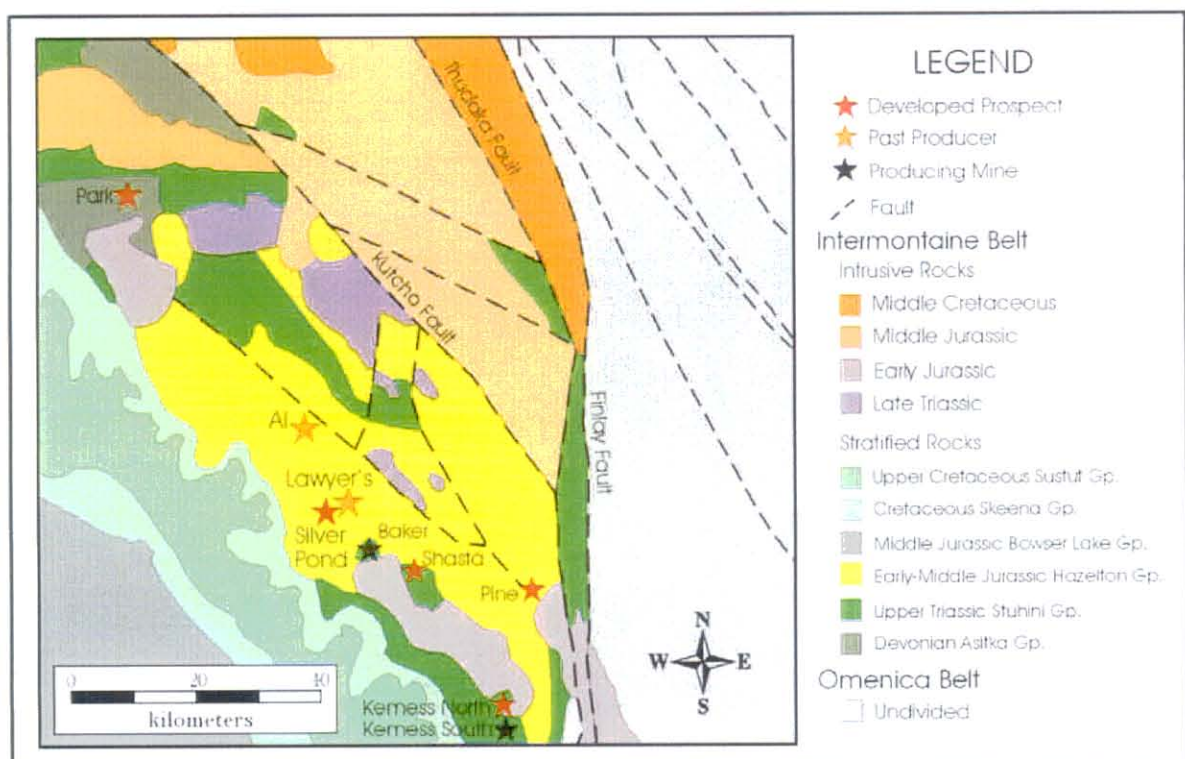 Thudaka Fault
Park
Kutcho Fault
Al
Finlay Fault
Lawyer's
Silver
Pond
Baker
Shasta
Pine
Kemess North
Kemess South
N
W E
S
0 20 40
kilometers
LEGEND
Developed Prospect
Past Producer
Producing Mine
Fault
Intermontaine Belt
Intrusive Rocks
Middle Cretaceous
Middle Jurassic
Early Jurassic
Late Triassic
Stratified Rocks
Upper Cretaceous Sustut Gp.
Cretaceous Skeena Gp.
Middle Jurassic Bowser Lake Gp.
Early-Middle Jurassic Hazelton Gp.
Upper Triassic Stuhini Gp.
Devonian Asitka Gp.
Omenica Belt
Undivided